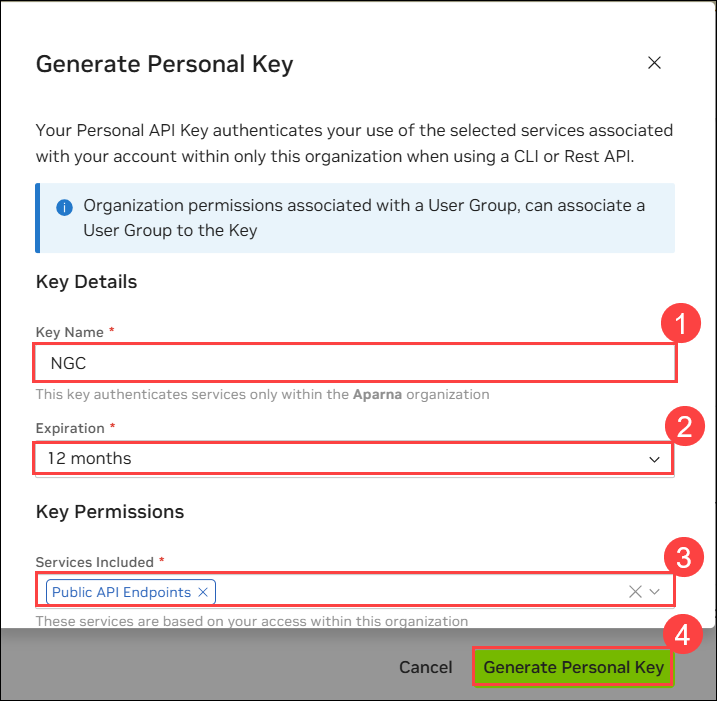 Generate Personal Key
Your Personal API Key authenticates your use of the selected services associated
with your account within only this organization when using a CLI or Rest API.
Organization permissions associated with a User Group, can associate a
User Group to the Key
Key Details
1
Key Name *
NGC
This key authenticates services only within the Aparna organization
2
Expiration *
12 months
Key Permissions
3
Services Included *
Public API Endpoints
These services are based on your access within this organization
4
Cancel Generate Personal Key